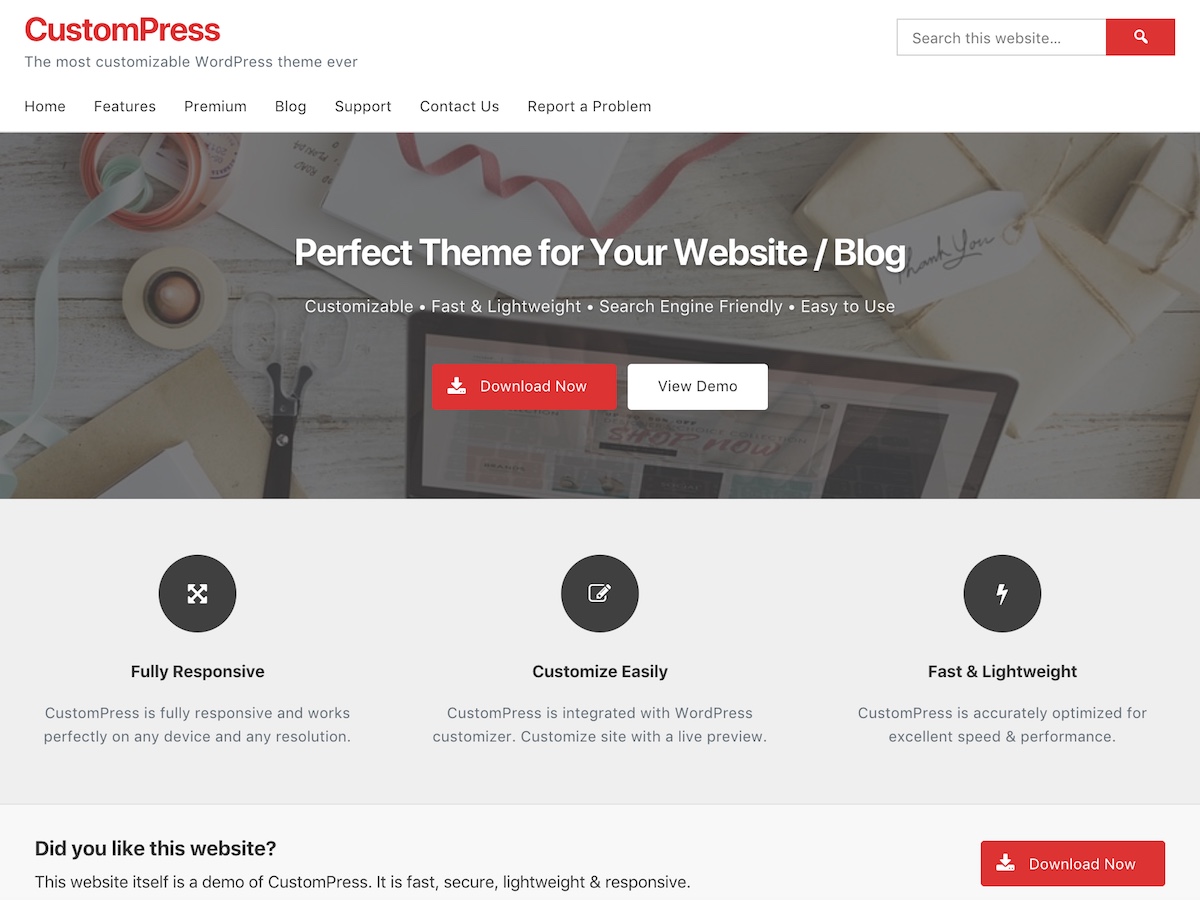 CustomPress
The most customizable WordPress theme ever
Search this website...
Home Features Premium Blog Support Contact Us Report a Problem
Thank You
Perfect Theme for Your Website / Blog
Customizable • Fast & Lightweight • Search Engine Friendly • Easy to Use
Download Now View Demo
SHOP NOW
Fully Responsive
CustomPress is fully responsive and works
perfectly on any device and any resolution.
Customize Easily
CustomPress is integrated with WordPress
customizer. Customize site with a live preview.
Fast & Lightweight
CustomPress is accurately optimized for
excellent speed & performance.
Did you like this website?
This website itself is a demo of CustomPress. It is fast, secure, lightweight & responsive.
Download Now